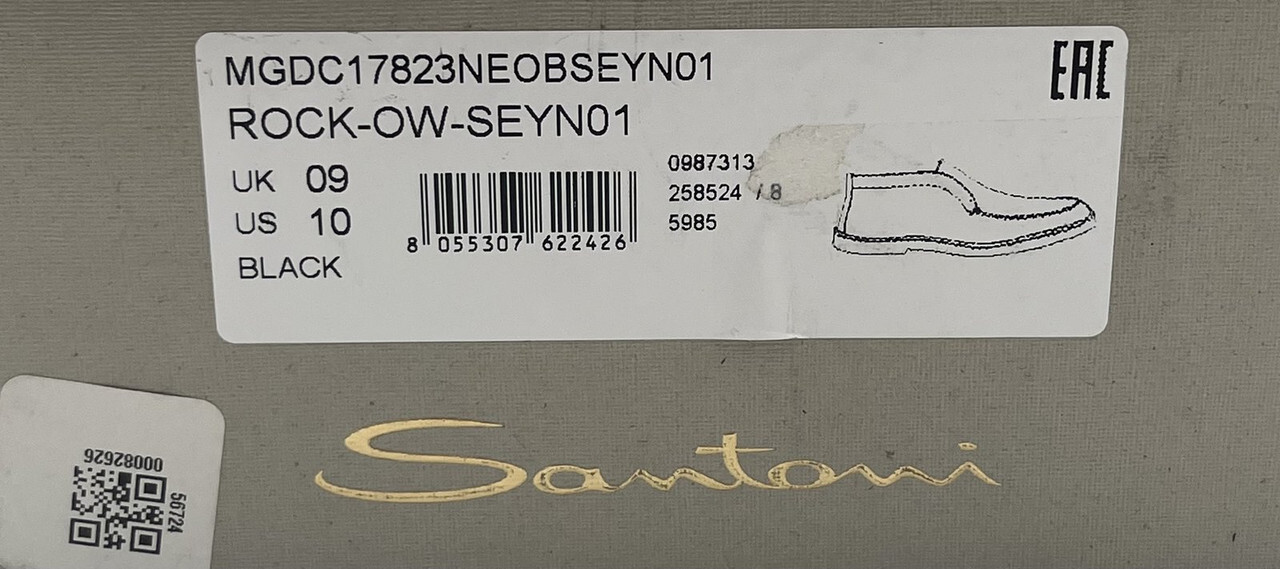 MGDC17823NEOBSEYN01
EAC
ROCK-OW-SEYN01
UK 09
US 10
BLACK
8 055307 622426
0987313
258524 / 8
5985
Santoni
00082626
56724